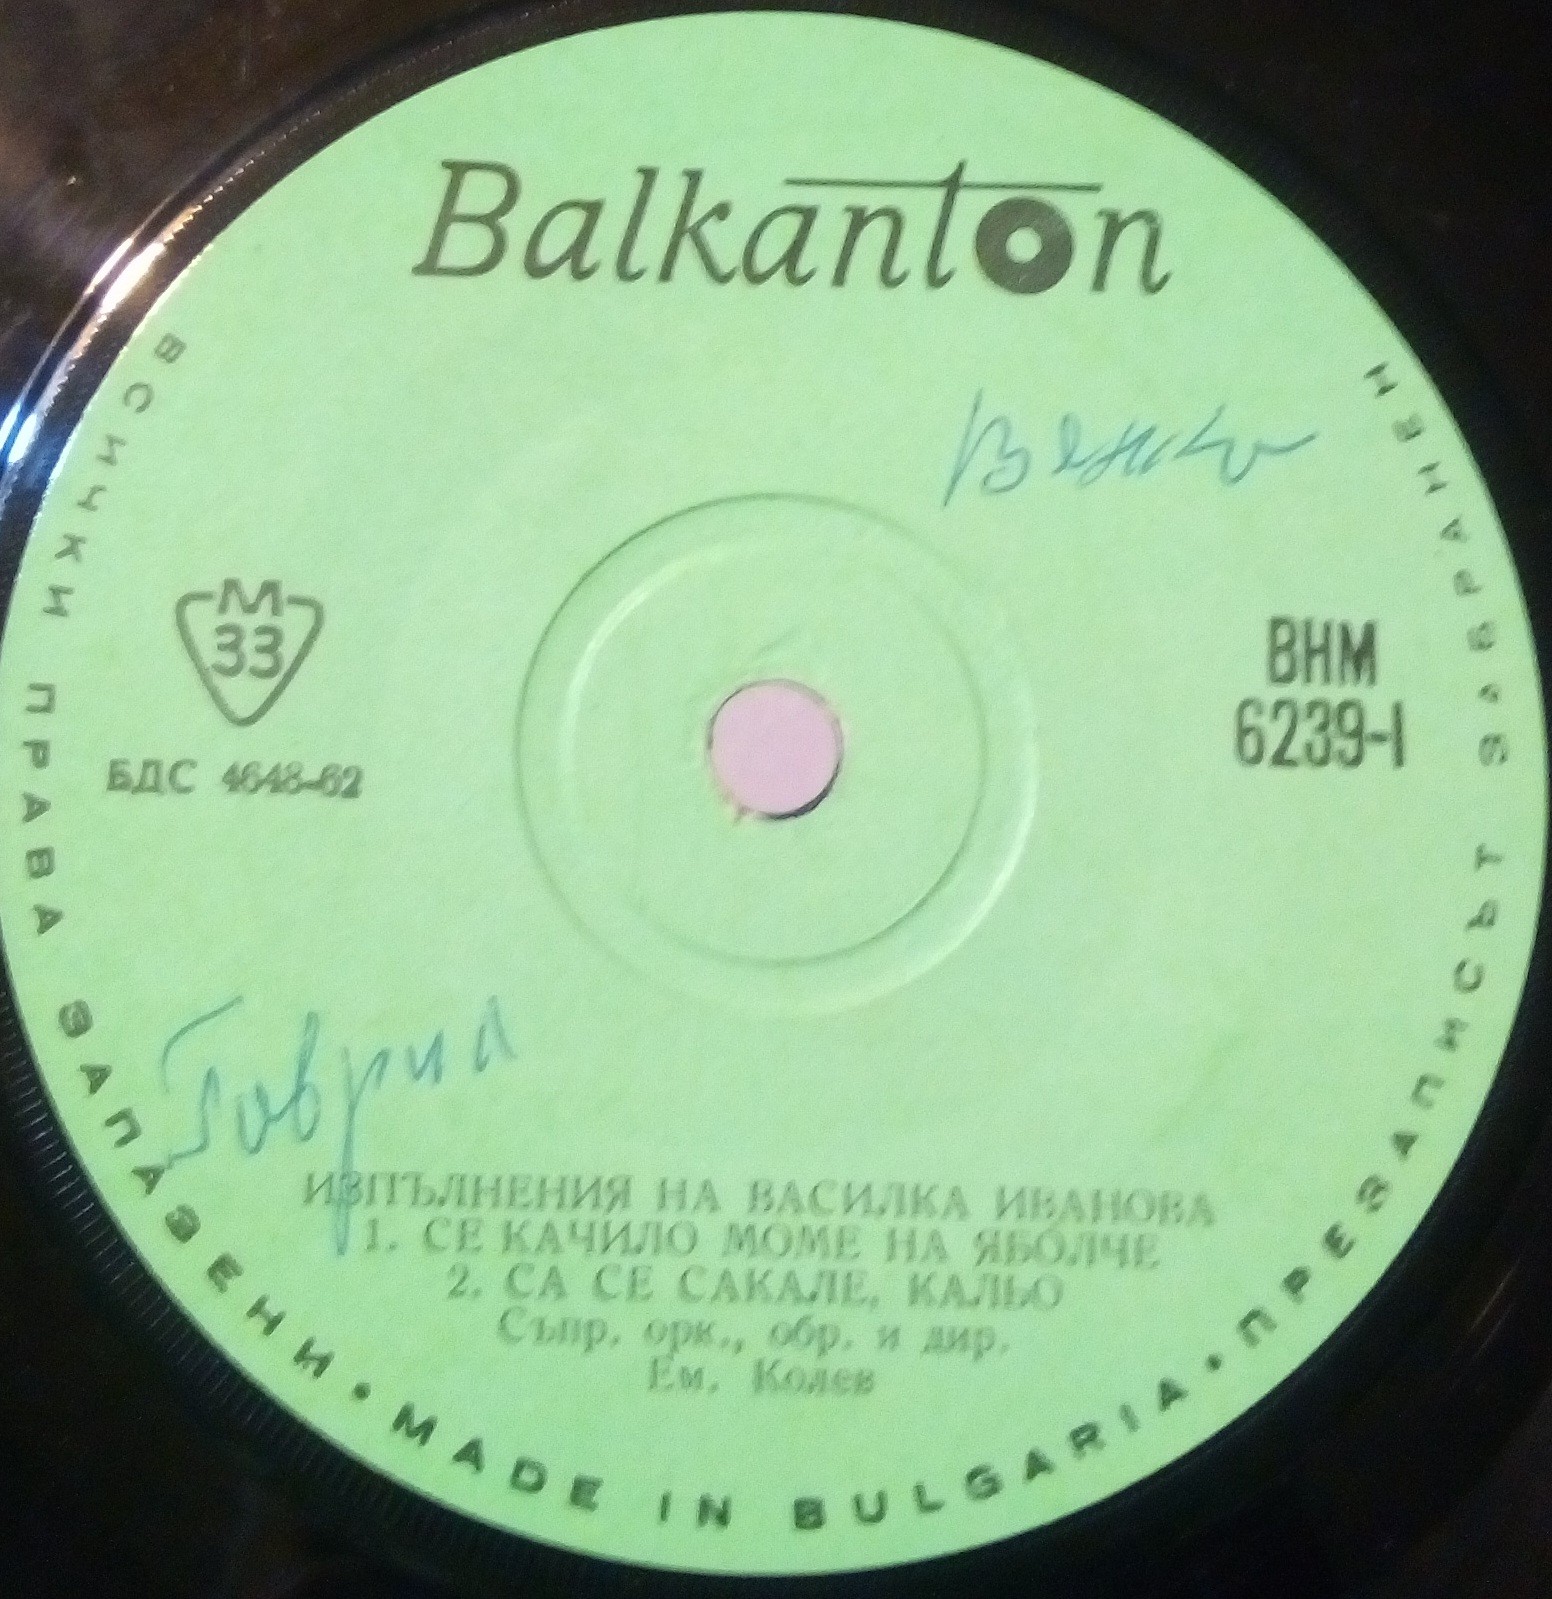 Balkanton
M
33
БДС 4648-62
ВНМ
6239-I
Гаврил
ИЗПЪЛНЕНИЯ НА ВАСИЛКА ИВАНОВА
1. СЕ КАЧИЛО МОМЕ НА ЯБОЛЧЕ
2. СА СЕ САКАЛЕ, КАЛЬО
Съпр. орк., обр. и дир.
Ем. Колев
ВСИЧКИ ПРАВА ЗАПАЗЕНИ • MADE IN BULGARIA • ПРЕЗАПИСЪТ ЗАБРАНЕН